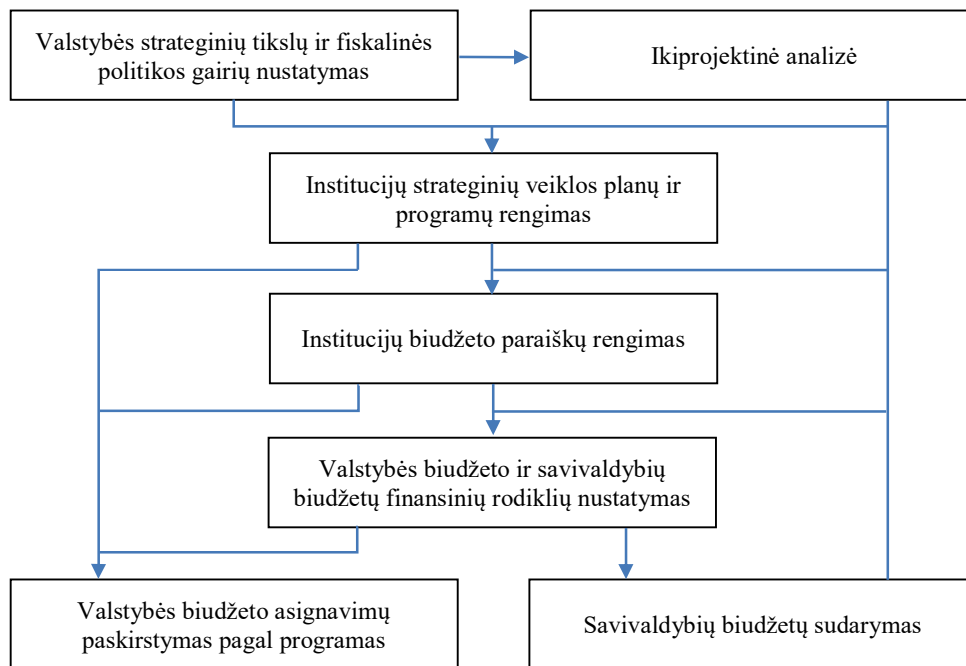 Valstybės strateginių tikslų ir fiskalinės
politikos gairių nustatymas
Ikiprojektinė analizė
Institucijų strateginių veiklos planų ir
programų rengimas
Institucijų biudžeto paraiškų rengimas
Valstybės biudžeto ir savivaldybių
biudžetų finansinių rodiklių nustatymas
Valstybės biudžeto asignavimų
paskirstymas pagal programas
Savivaldybių biudžetų sudarymas